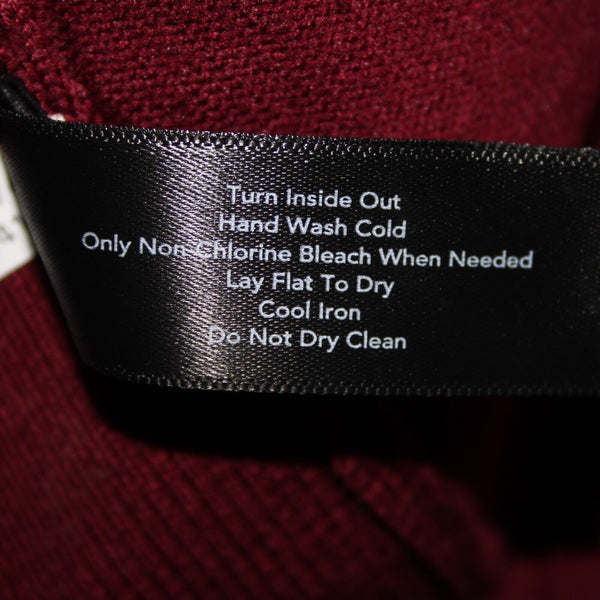 Turn Inside Out
Hand Wash Cold
Only Non-Chlorine Bleach When Needed
Lay Flat To Dry
Cool Iron
Do Not Dry Clean